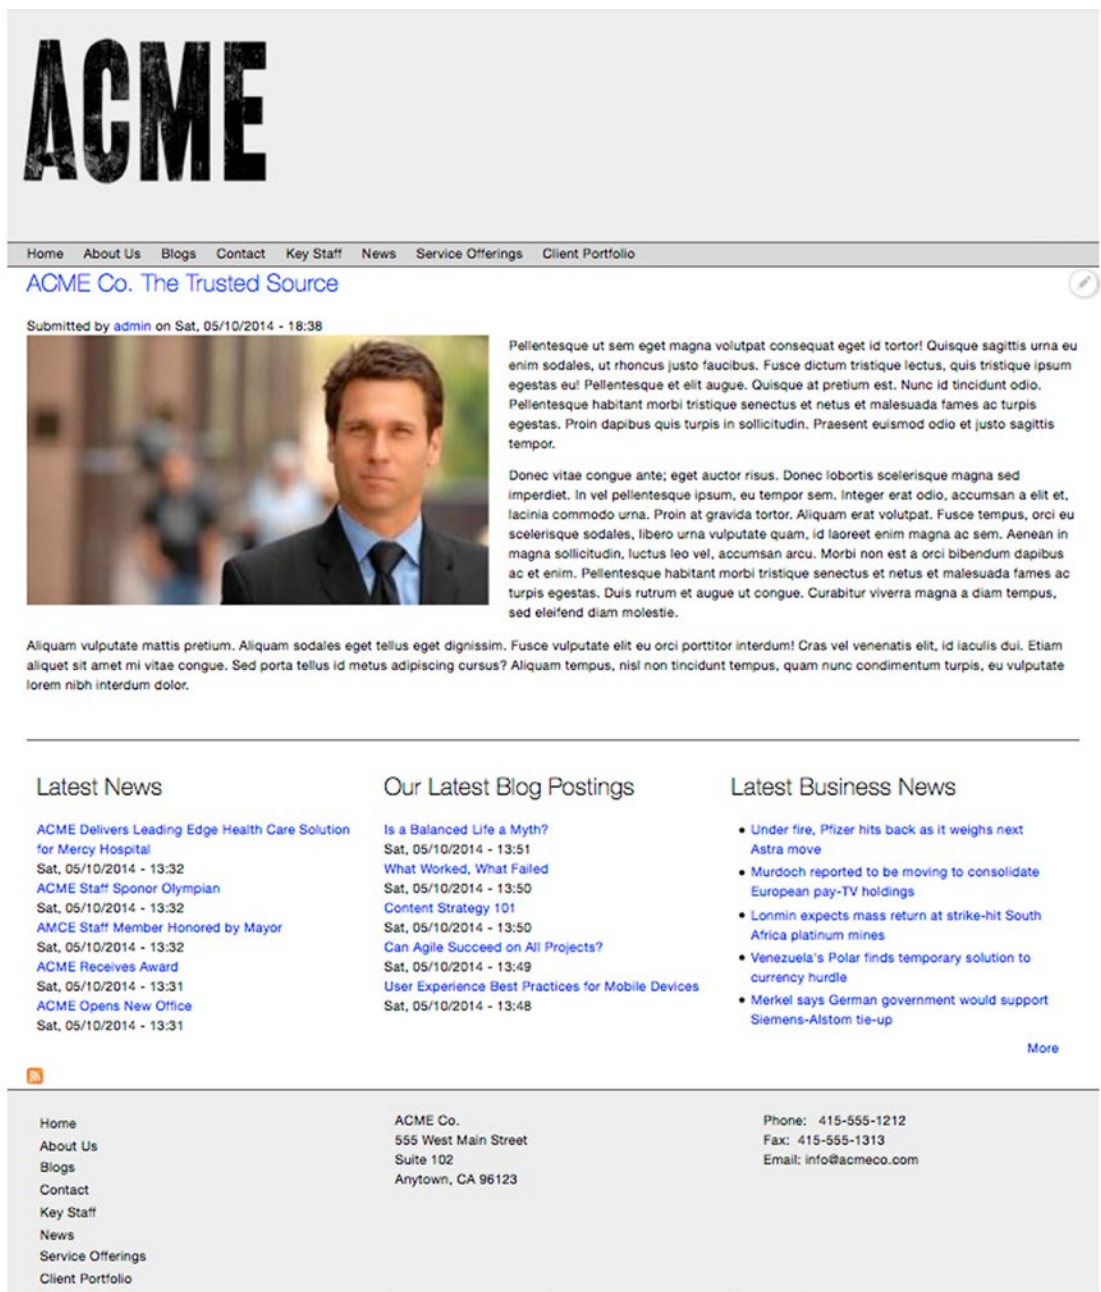 ACME
Home About Us Blogs Contact Key Staff News Service Offerings Client Portfolio
ACME Co. The Trusted Source
Submitted by admin on Sat, 05/10/2014 - 18:38
Pellentesque ut sem eget magna volutpat consequat eget id tortor! Quisque sagittis urna eu
enim sodales, ut rhoncus justo faucibus. Fusce dictum tristique lectus, quis tristique ipsum
egestas eu! Pellentesque et elit augue. Quisque at pretium est. Nunc id tincidunt odio.
Pellentesque habitant morbi tristique senectus et netus et malesuada fames ac turpis
egestas. Proin dapibus quis turpis in sollicitudin. Praesent euismod odio et justo sagittis
tempor.
Donec vitae congue ante; eget auctor risus. Donec lobortis scelerisque magna sed
imperdiet. In vel pellentesque ipsum, eu tempor sem. Integer erat odio, accumsan a elit et,
lacinia commodo urna. Proin at gravida tortor. Aliquam erat volutpat. Fusce tempus, orci eu
scelerisque sodales, libero urna vulputate quam, id laoreet enim magna ac sem. Aenean in
magna sollicitudin, luctus leo vel, accumsan arcu. Morbi non est a orci bibendum dapibus
ac et enim. Pellentesque habitant morbi tristique senectus et netus et malesuada fames ac
turpis egestas. Duis rutrum et augue ut congue. Curabitur viverra magna a diam tempus,
sed eleifend diam molestie.
Aliquam vulputate mattis pretium. Aliquam sodales eget tellus eget dignissim. Fusce vulputate elit eu orci porttitor interdum! Cras vel venenatis elit, id iaculis dui. Etiam
aliquet sit amet mi vitae congue. Sed porta tellus id metus adipiscing cursus? Aliquam tempus, nisl non tincidunt tempus, quam nunc condimentum turpis, eu vulputate
lorem nibh interdum dolor.
Latest News
ACME Delivers Leading Edge Health Care Solution
for Mercy Hospital
Sat, 05/10/2014 - 13:32
ACME Staff Sponor Olympian
Sat, 05/10/2014 - 13:32
AMCE Staff Member Honored by Mayor
Sat, 05/10/2014 - 13:32
ACME Receives Award
Sat, 05/10/2014 - 13:31
ACME Opens New Office
Sat, 05/10/2014 - 13:31
Our Latest Blog Postings
Is a Balanced Life a Myth?
Sat, 05/10/2014 - 13:51
What Worked, What Failed
Sat, 05/10/2014 - 13:50
Content Strategy 101
Sat, 05/10/2014 - 13:50
Can Agile Succeed on All Projects?
Sat, 05/10/2014 - 13:49
User Experience Best Practices for Mobile Devices
Sat, 05/10/2014 - 13:48
Latest Business News
• Under fire, Pfizer hits back as it weighs next
Astra move
• Murdoch reported to be moving to consolidate
European pay-TV holdings
• Lonmin expects mass return at strike-hit South
Africa platinum mines
• Venezuela's Polar finds temporary solution to
currency hurdle
• Merkel says German government would support
Siemens-Alstom tie-up
More
Home
About Us
Blogs
Contact
Key Staff
News
Service Offerings
Client Portfolio
ACME Co.
555 West Main Street
Suite 102
Anytown, CA 96123
Phone: 415-555-1212
Fax: 415-555-1313
Email: info@acmeco.com